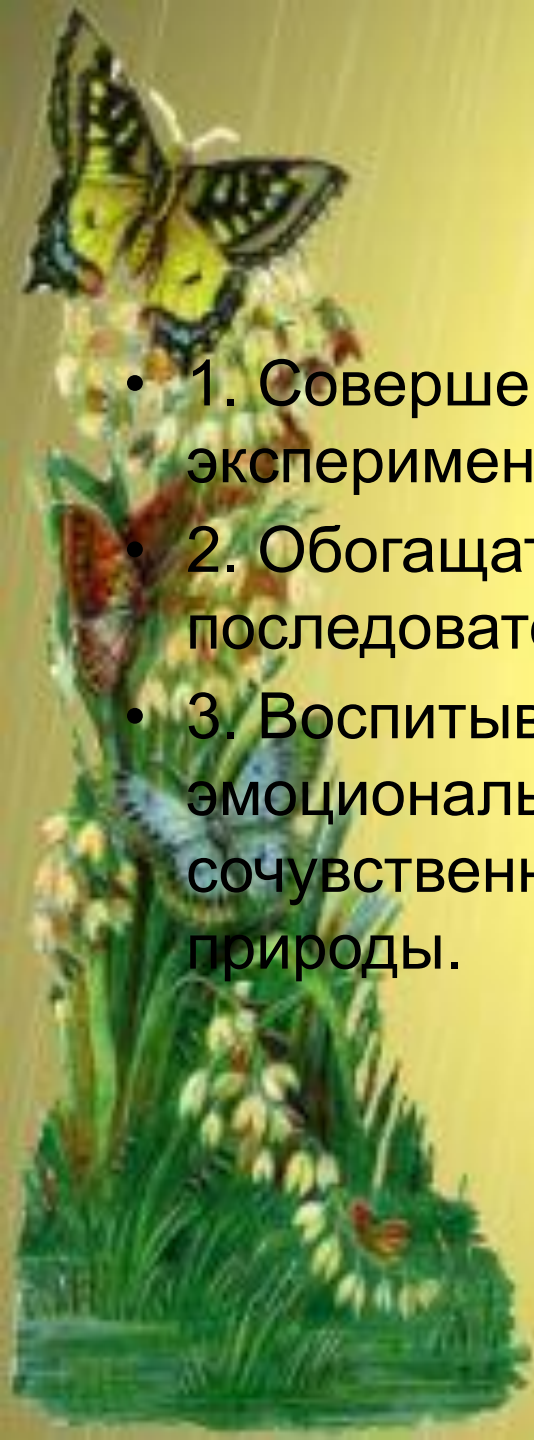 • 1. Соверше
эксперимен
• 2. Обогащат
последоват
• 3. Воспитыв
эмоциональ
сочувственн
природы.